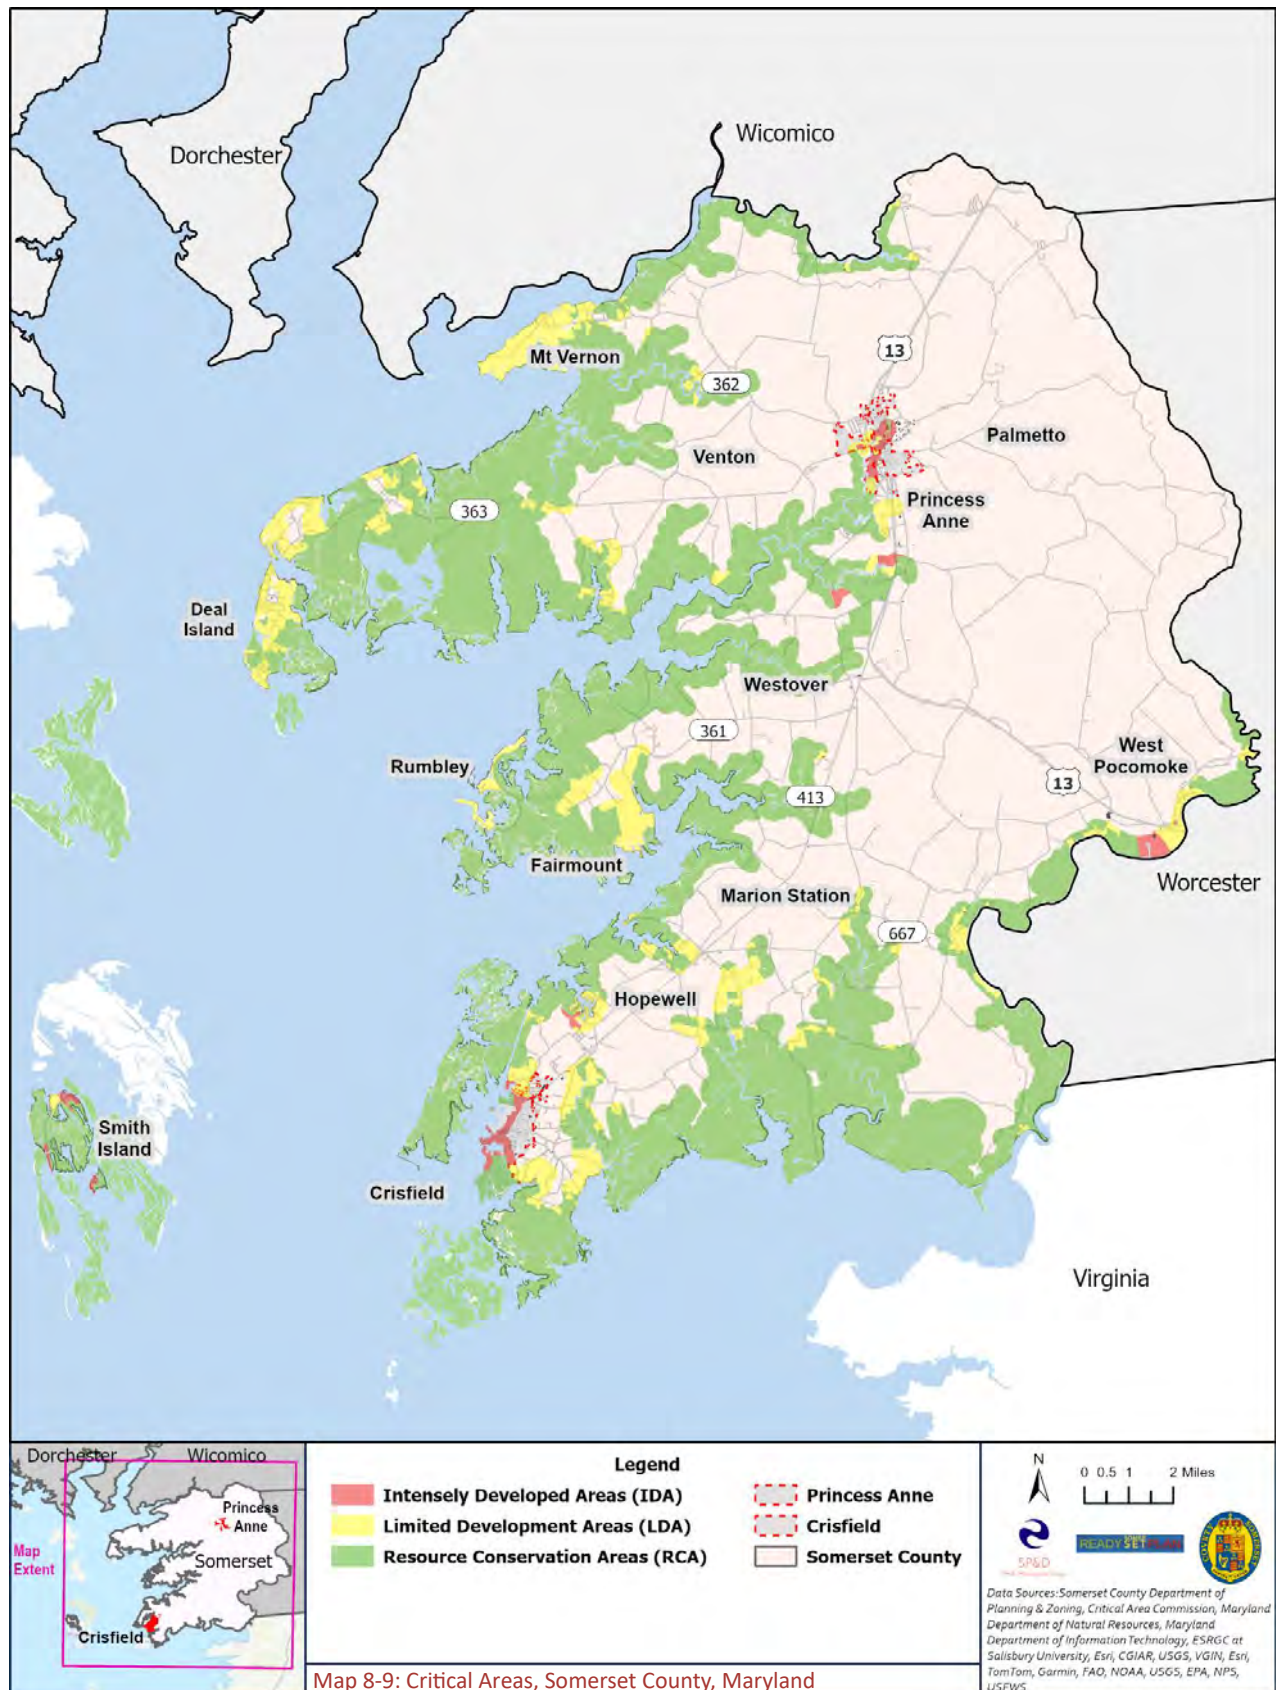 Wicomico
Dorchester
13
Mt Vernon
362
Palmetto
Venton
Princess
Anne
363
Deal
Island
Westover
361
West
Pocomoke
Rumbley
13
413
Fairmount
Worcester
Marion Station
667
Hopewell
Smith
Island
Crisfield
Virginia
Dorchester
Wicomico
Princess
Anne
Map
Extent
Somerset
Crisfield
Legend
Intensely Developed Areas (IDA)
Limited Development Areas (LDA)
Resource Conservation Areas (RCA)
Princess Anne
Crisfield
Somerset County
Map 8-9: Critical Areas, Somerset County, Maryland
N
0 0.5 1 2 Miles
SP&D
READY SET PLAN
Data Sources:Somerset County Department of
Planning & Zoning, Critical Area Commission, Maryland
Department of Natural Resources, Maryland
Department of Information Technology, ESRGC at
Salisbury University, Esri, CGIAR, USGS, VGIN, Esri,
TomTom, Garmin, FAO, NOAA, USGS, EPA, NPS,
USFWS